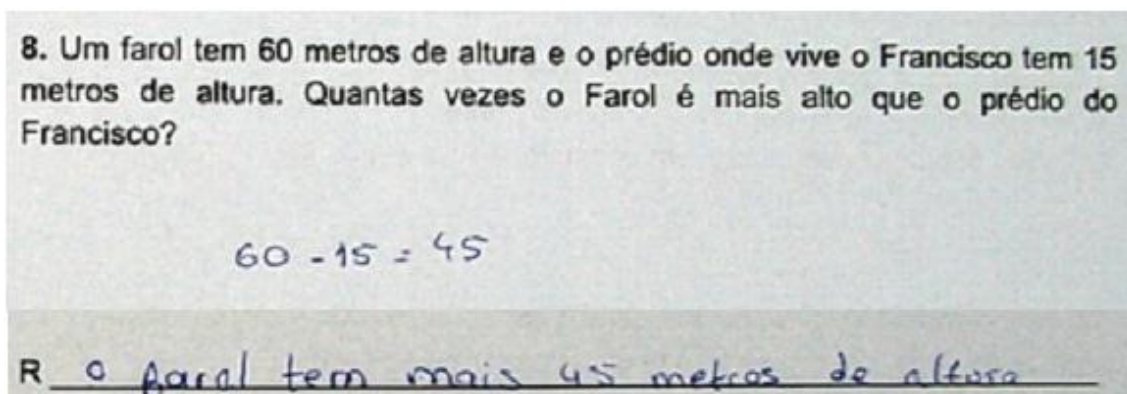 8. Um farol tem 60 metros de altura e o prédio onde vive o Francisco tem 15
metros de altura. Quantas vezes o Farol é mais alto que o prédio do
Francisco?
60 - 15 = 45
R o farol tem mais 45 metros de altura